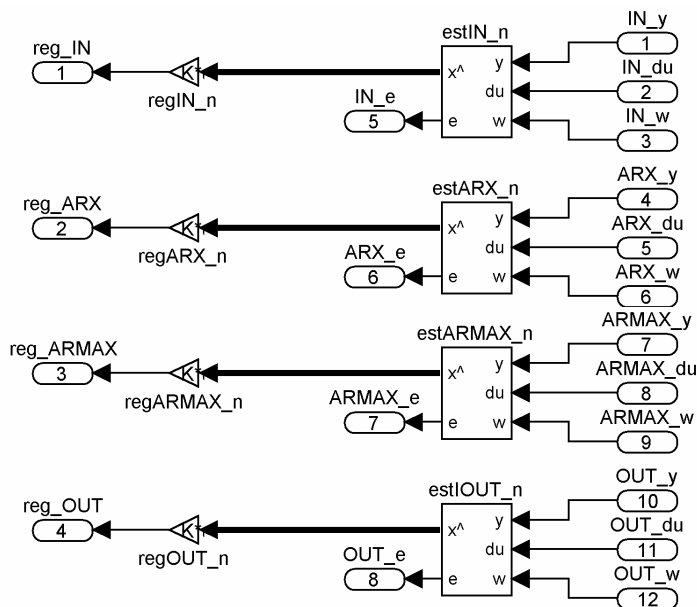 estIN_n
IN_y
1
reg_IN
1
K
regIN_n
x^
y
du
w
e
IN_du
2
IN_e
5
IN_w
3
estARX_n
ARX_y
4
reg_ARX
2
K
regARX_n
x^
y
du
w
e
ARX_du
5
ARX_e
6
ARX_w
6
estARMAX_n
ARMAX_y
7
reg_ARMAX
3
K
regARMAX_n
x^
y
du
w
e
ARMAX_du
8
ARMAX_e
7
ARMAX_w
9
estIOUT_n
OUT_y
10
reg_OUT
4
K
regOUT_n
x^
y
du
w
e
OUT_du
11
OUT_e
8
OUT_w
12